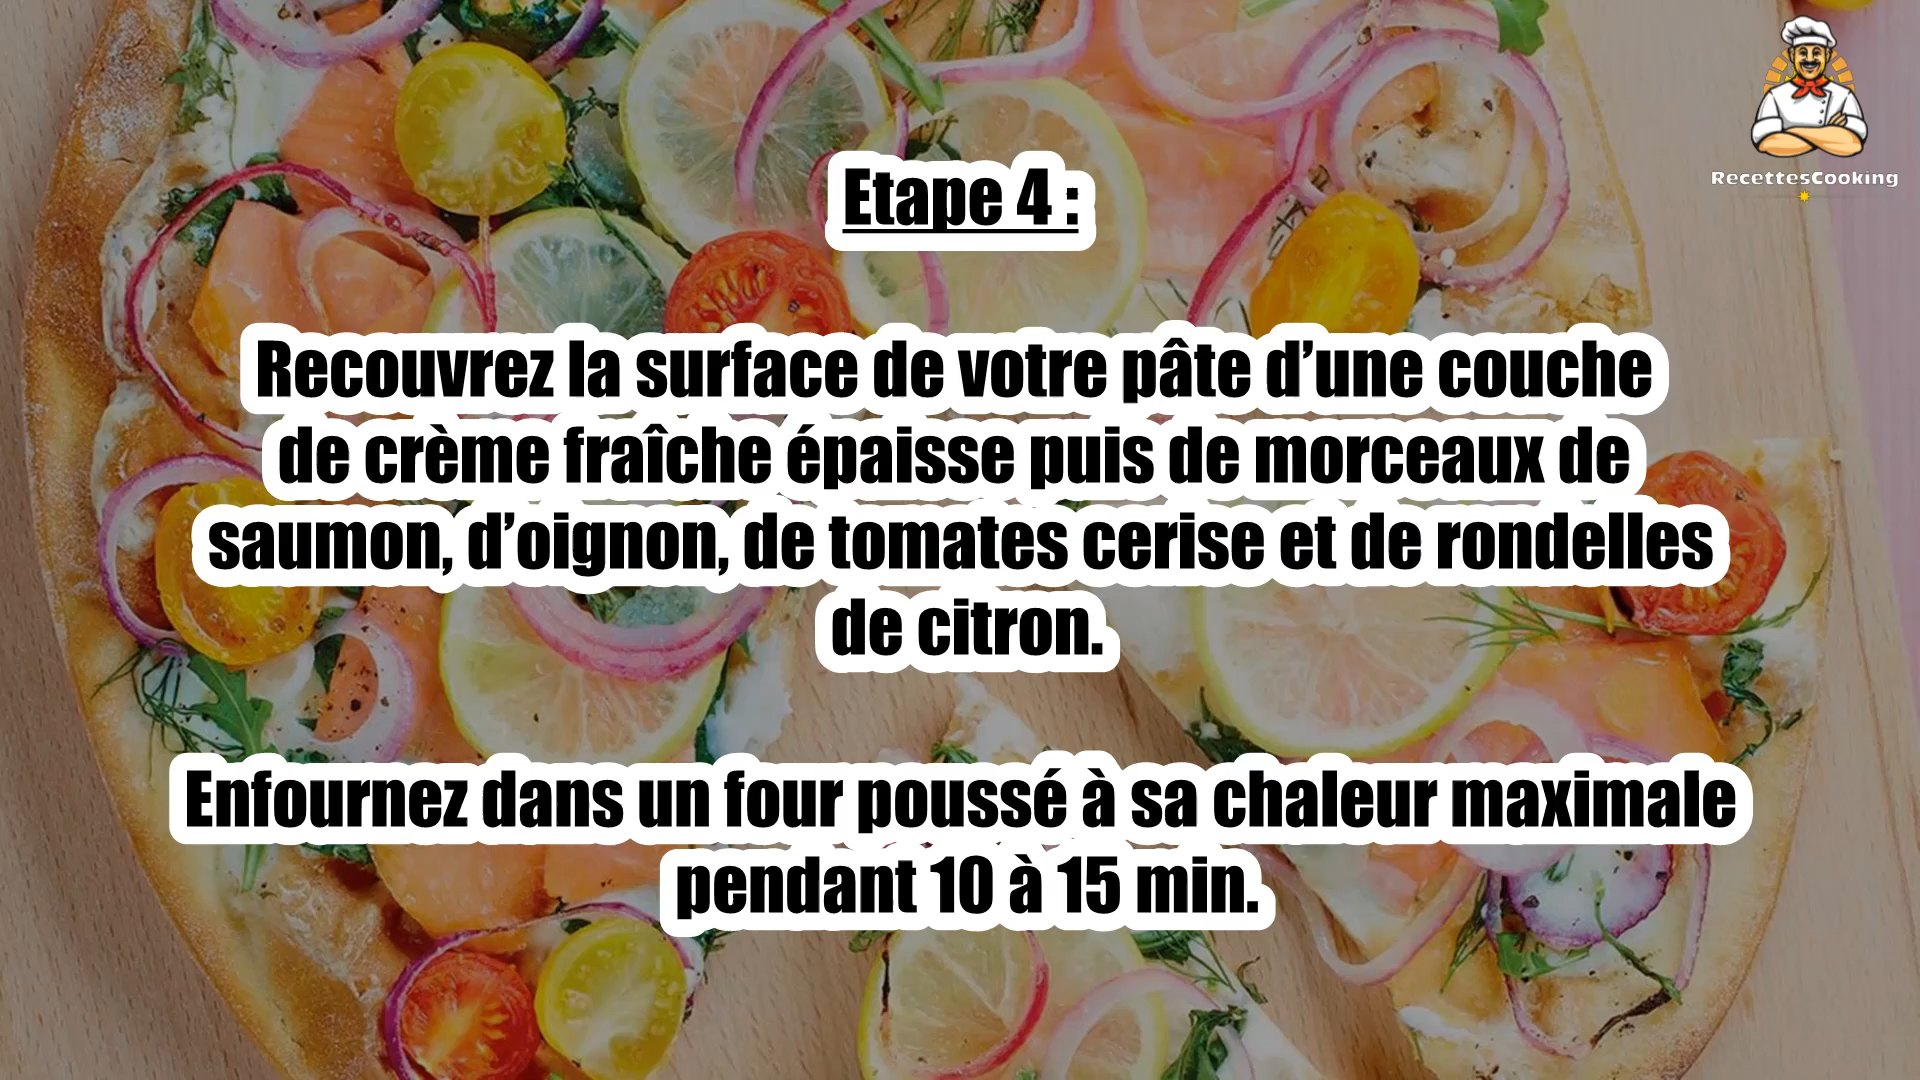 RecettesCooking
Etape 4 :
Recouvrez la surface de votre pâte d’une couche
de crème fraîche épaisse puis de morceaux de
saumon, d’oignon, de tomates cerise et de rondelles
de citron.
Enfournez dans un four poussé à sa chaleur maximale
pendant 10 à 15 min.